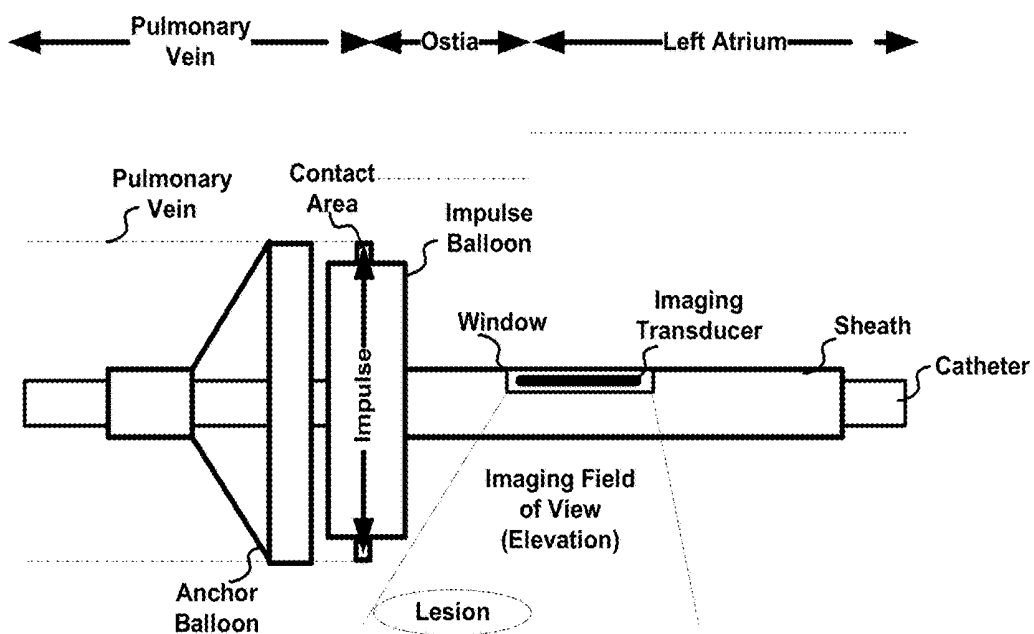 Pulmonary
Vein
Ostia
Left Atrium
Pulmonary
Vein
Contact
Area
Impulse
Balloon
Window
Imaging
Transducer
Sheath
Catheter
Impulse
Imaging Field
of View
(Elevation)
Anchor
Balloon
Lesion